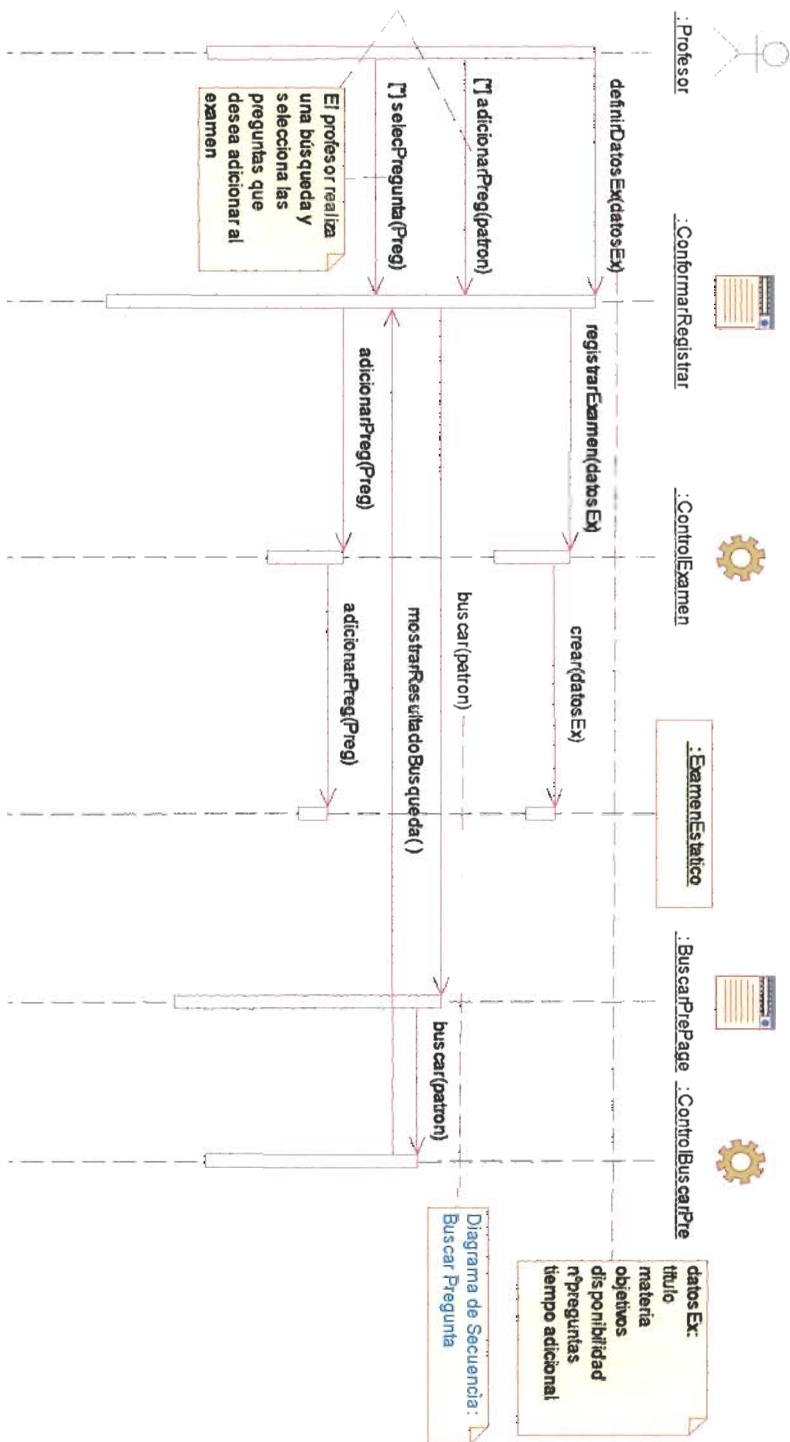 : Profesor
:ConformarRegistrar
:ControlExamen
:ExamenEstatico
:BuscarPrePage
:ControlBuscarPre
definirDatosEx(datosEx)
registrarExamen(datosEx)
crear(datosEx)
datosEx:
título
materia
objetivos
disponibilidad
nºpreguntas
tiempo adicional
[*] adicionarPreg(patron)
buscar(patron)
buscar(patron)
Diagrama de Secuencia:
Buscar Pregunta
mostrarResultadoBusqueda( )
[*] selecPregunta(Preg)
adicionarPreg(Preg)
adicionarPreg(Preg)
El profesor realiza
una búsqueda y
selecciona las
preguntas que
desea adicionar al
examen